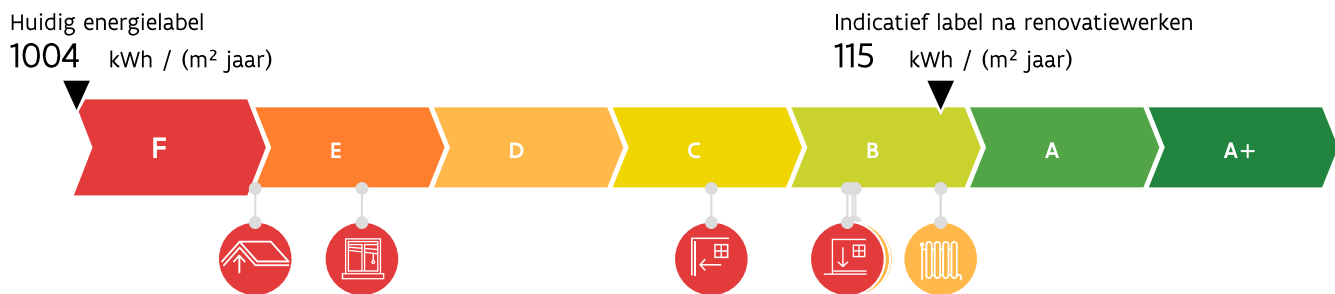 Huidig energielabel
1004 kWh / (m² jaar)
Indicatief label na renovatiewerken
115 kWh / (m² jaar)
F E D C B A A+